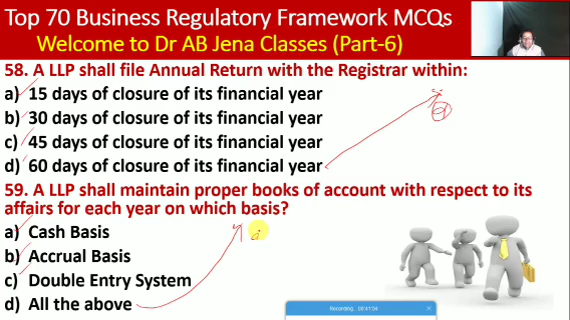 Top 70 Business Regulatory Framework MCQs
Welcome to Dr AB Jena Classes (Part-6)
58. A LLP shall file Annual Return with the Registrar within:
a) 15 days of closure of its financial year
b) 30 days of closure of its financial year
c) 45 days of closure of its financial year
d) 60 days of closure of its financial year
59. A LLP shall maintain proper books of account with respect to its
affairs for each year on which basis?
a) Cash Basis
b) Accrual Basis
c) Double Entry System
d) All the above